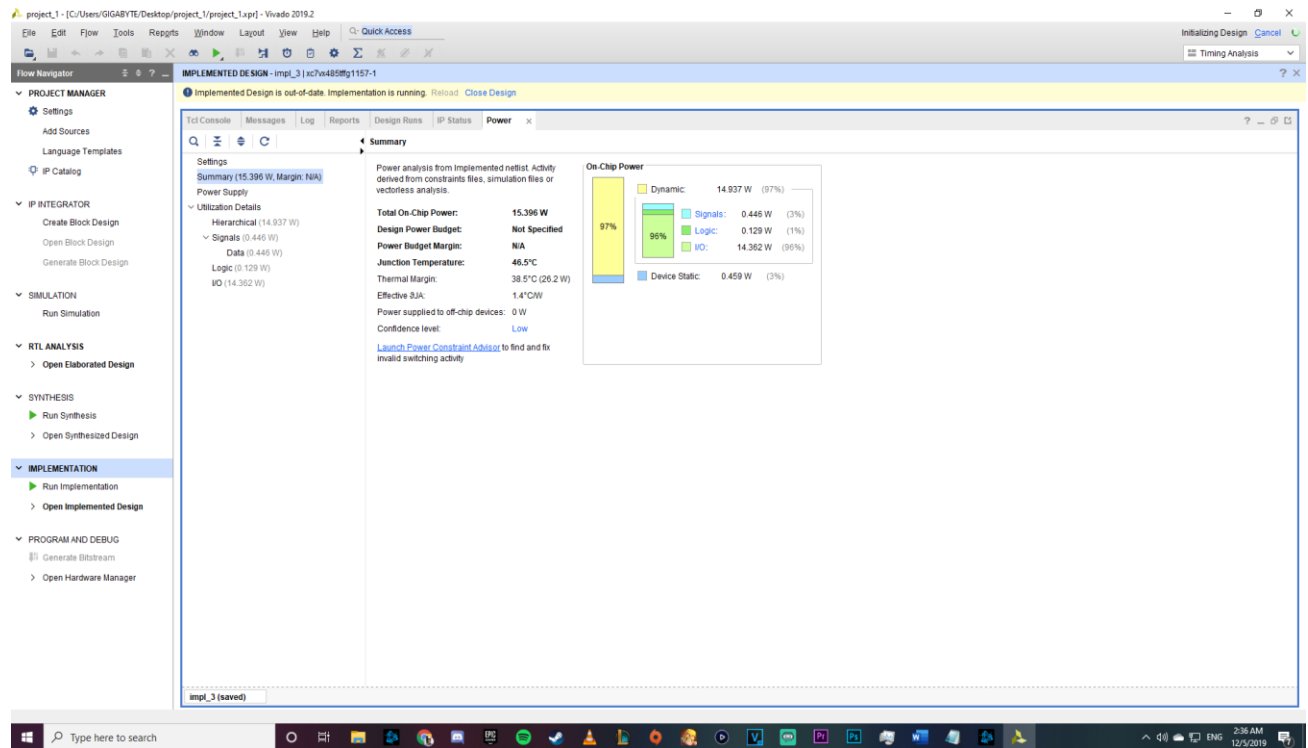 project_1 - [C:/Users/GIGABYTE/Desktop/project_1/project_1.xpr] - Vivado 2019.2
File Edit Flow Tools Reports Window Layout View Help Quick Access
Initializing Design Cancel
Timing Analysis
Flow Navigator
IMPLEMENTED DESIGN - impl_3 | xc7vx485tffg1157-1
PROJECT MANAGER
Settings
Add Sources
Language Templates
IP Catalog
IP INTEGRATOR
Create Block Design
Open Block Design
Generate Block Design
SIMULATION
Run Simulation
RTL ANALYSIS
Open Elaborated Design
SYNTHESIS
Run Synthesis
Open Synthesized Design
IMPLEMENTATION
Run Implementation
Open Implemented Design
PROGRAM AND DEBUG
Generate Bitstream
Open Hardware Manager
Implemented Design is out-of-date. Implementation is running. Reload Close Design
Tcl Console Messages Log Reports Design Runs IP Status Power
Settings
Summary (15.396 W, Margin: N/A)
Power Supply
Utilization Details
Hierarchical (14.937 W)
Signals (0.446 W)
Data (0.446 W)
Logic (0.129 W)
I/O (14.362 W)
Summary
Power analysis from Implemented netlist. Activity
derived from constraints files, simulation files or
vectorless analysis.
Total On-Chip Power: 15.396 W
Design Power Budget: Not Specified
Power Budget Margin: N/A
Junction Temperature: 46.5°C
Thermal Margin: 38.5°C (26.2 W)
Effective ϑJA: 1.4°C/W
Power supplied to off-chip devices: 0 W
Confidence level: Low
Launch Power Constraint Advisor to find and fix
invalid switching activity
On-Chip Power
97%
Dynamic: 14.937 W (97%)
96%
Signals: 0.446 W (3%)
Logic: 0.129 W (1%)
I/O: 14.362 W (96%)
Device Static: 0.459 W (3%)
impl_3 (saved)
Type here to search
EPIC
Pr
Ps
ENG
2:36 AM
12/5/2019